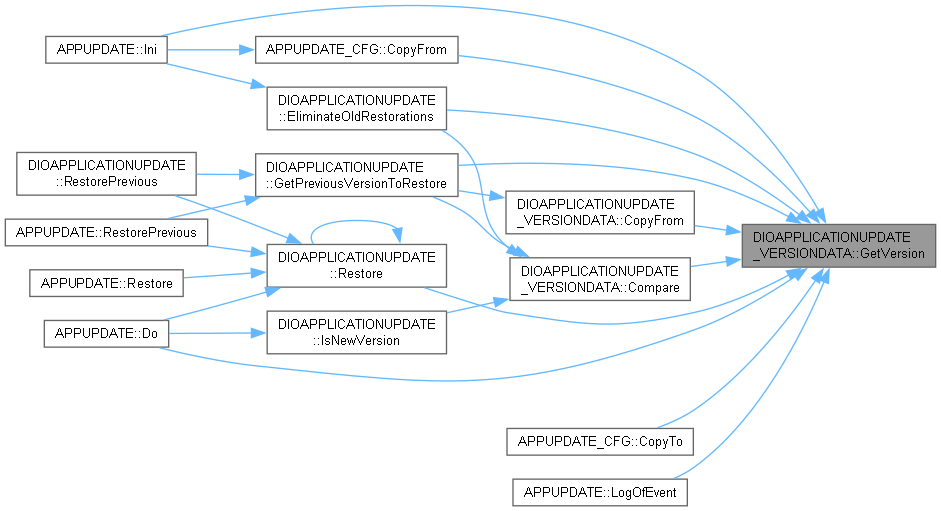 APPUPDATE::Ini
APPUPDATE_CFG::CopyFrom
DIOAPPLICATIONUPDATE
::EliminateOldRestorations
DIOAPPLICATIONUPDATE
::RestorePrevious
DIOAPPLICATIONUPDATE
::GetPreviousVersionToRestore
DIOAPPLICATIONUPDATE
_VERSIONDATA::CopyFrom
APPUPDATE::RestorePrevious
DIOAPPLICATIONUPDATE
_VERSIONDATA::GetVersion
DIOAPPLICATIONUPDATE
::Restore
DIOAPPLICATIONUPDATE
_VERSIONDATA::Compare
APPUPDATE::Restore
APPUPDATE::Do
DIOAPPLICATIONUPDATE
::IsNewVersion
APPUPDATE_CFG::CopyTo
APPUPDATE::LogOfEvent